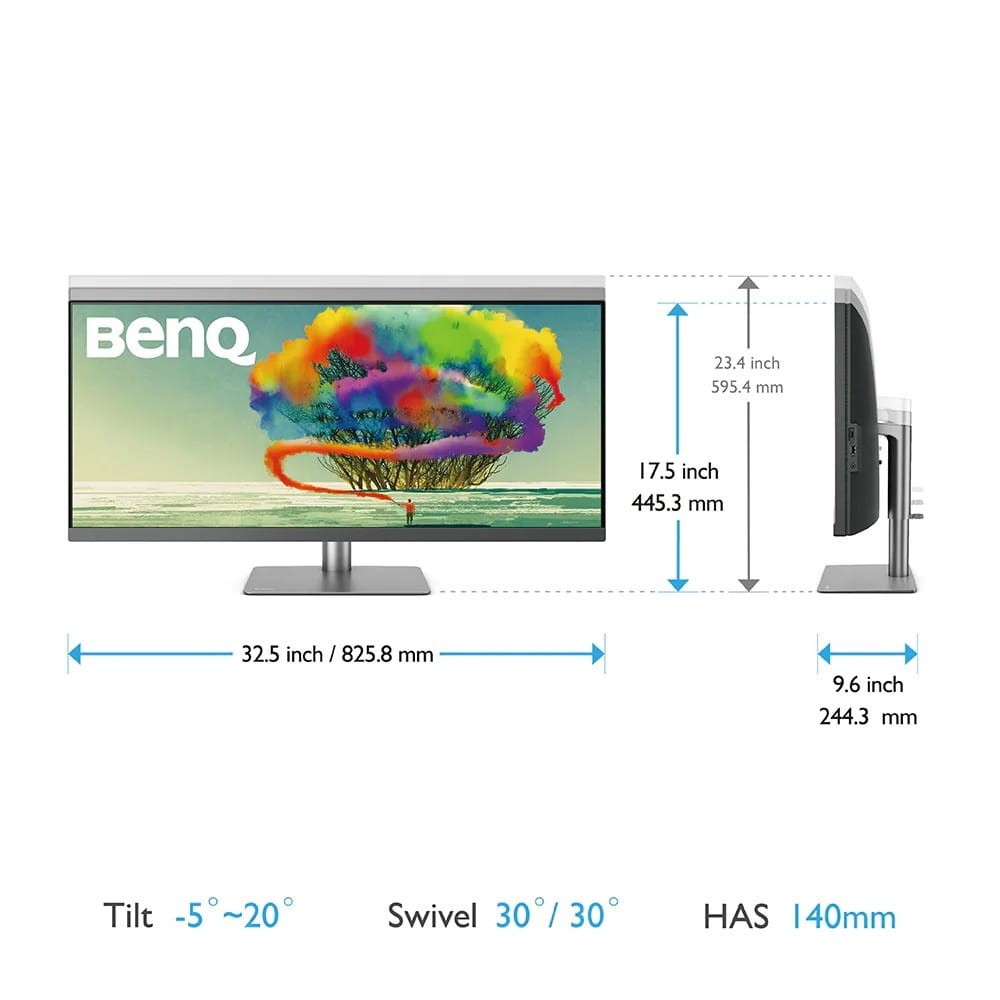 BenQ
23.4 inch
595.4 mm
17.5 inch
445.3 mm
32.5 inch / 825.8 mm
9.6 inch
244.3 mm
Tilt -5°~20°
Swivel 30°/ 30°
HAS 140mm